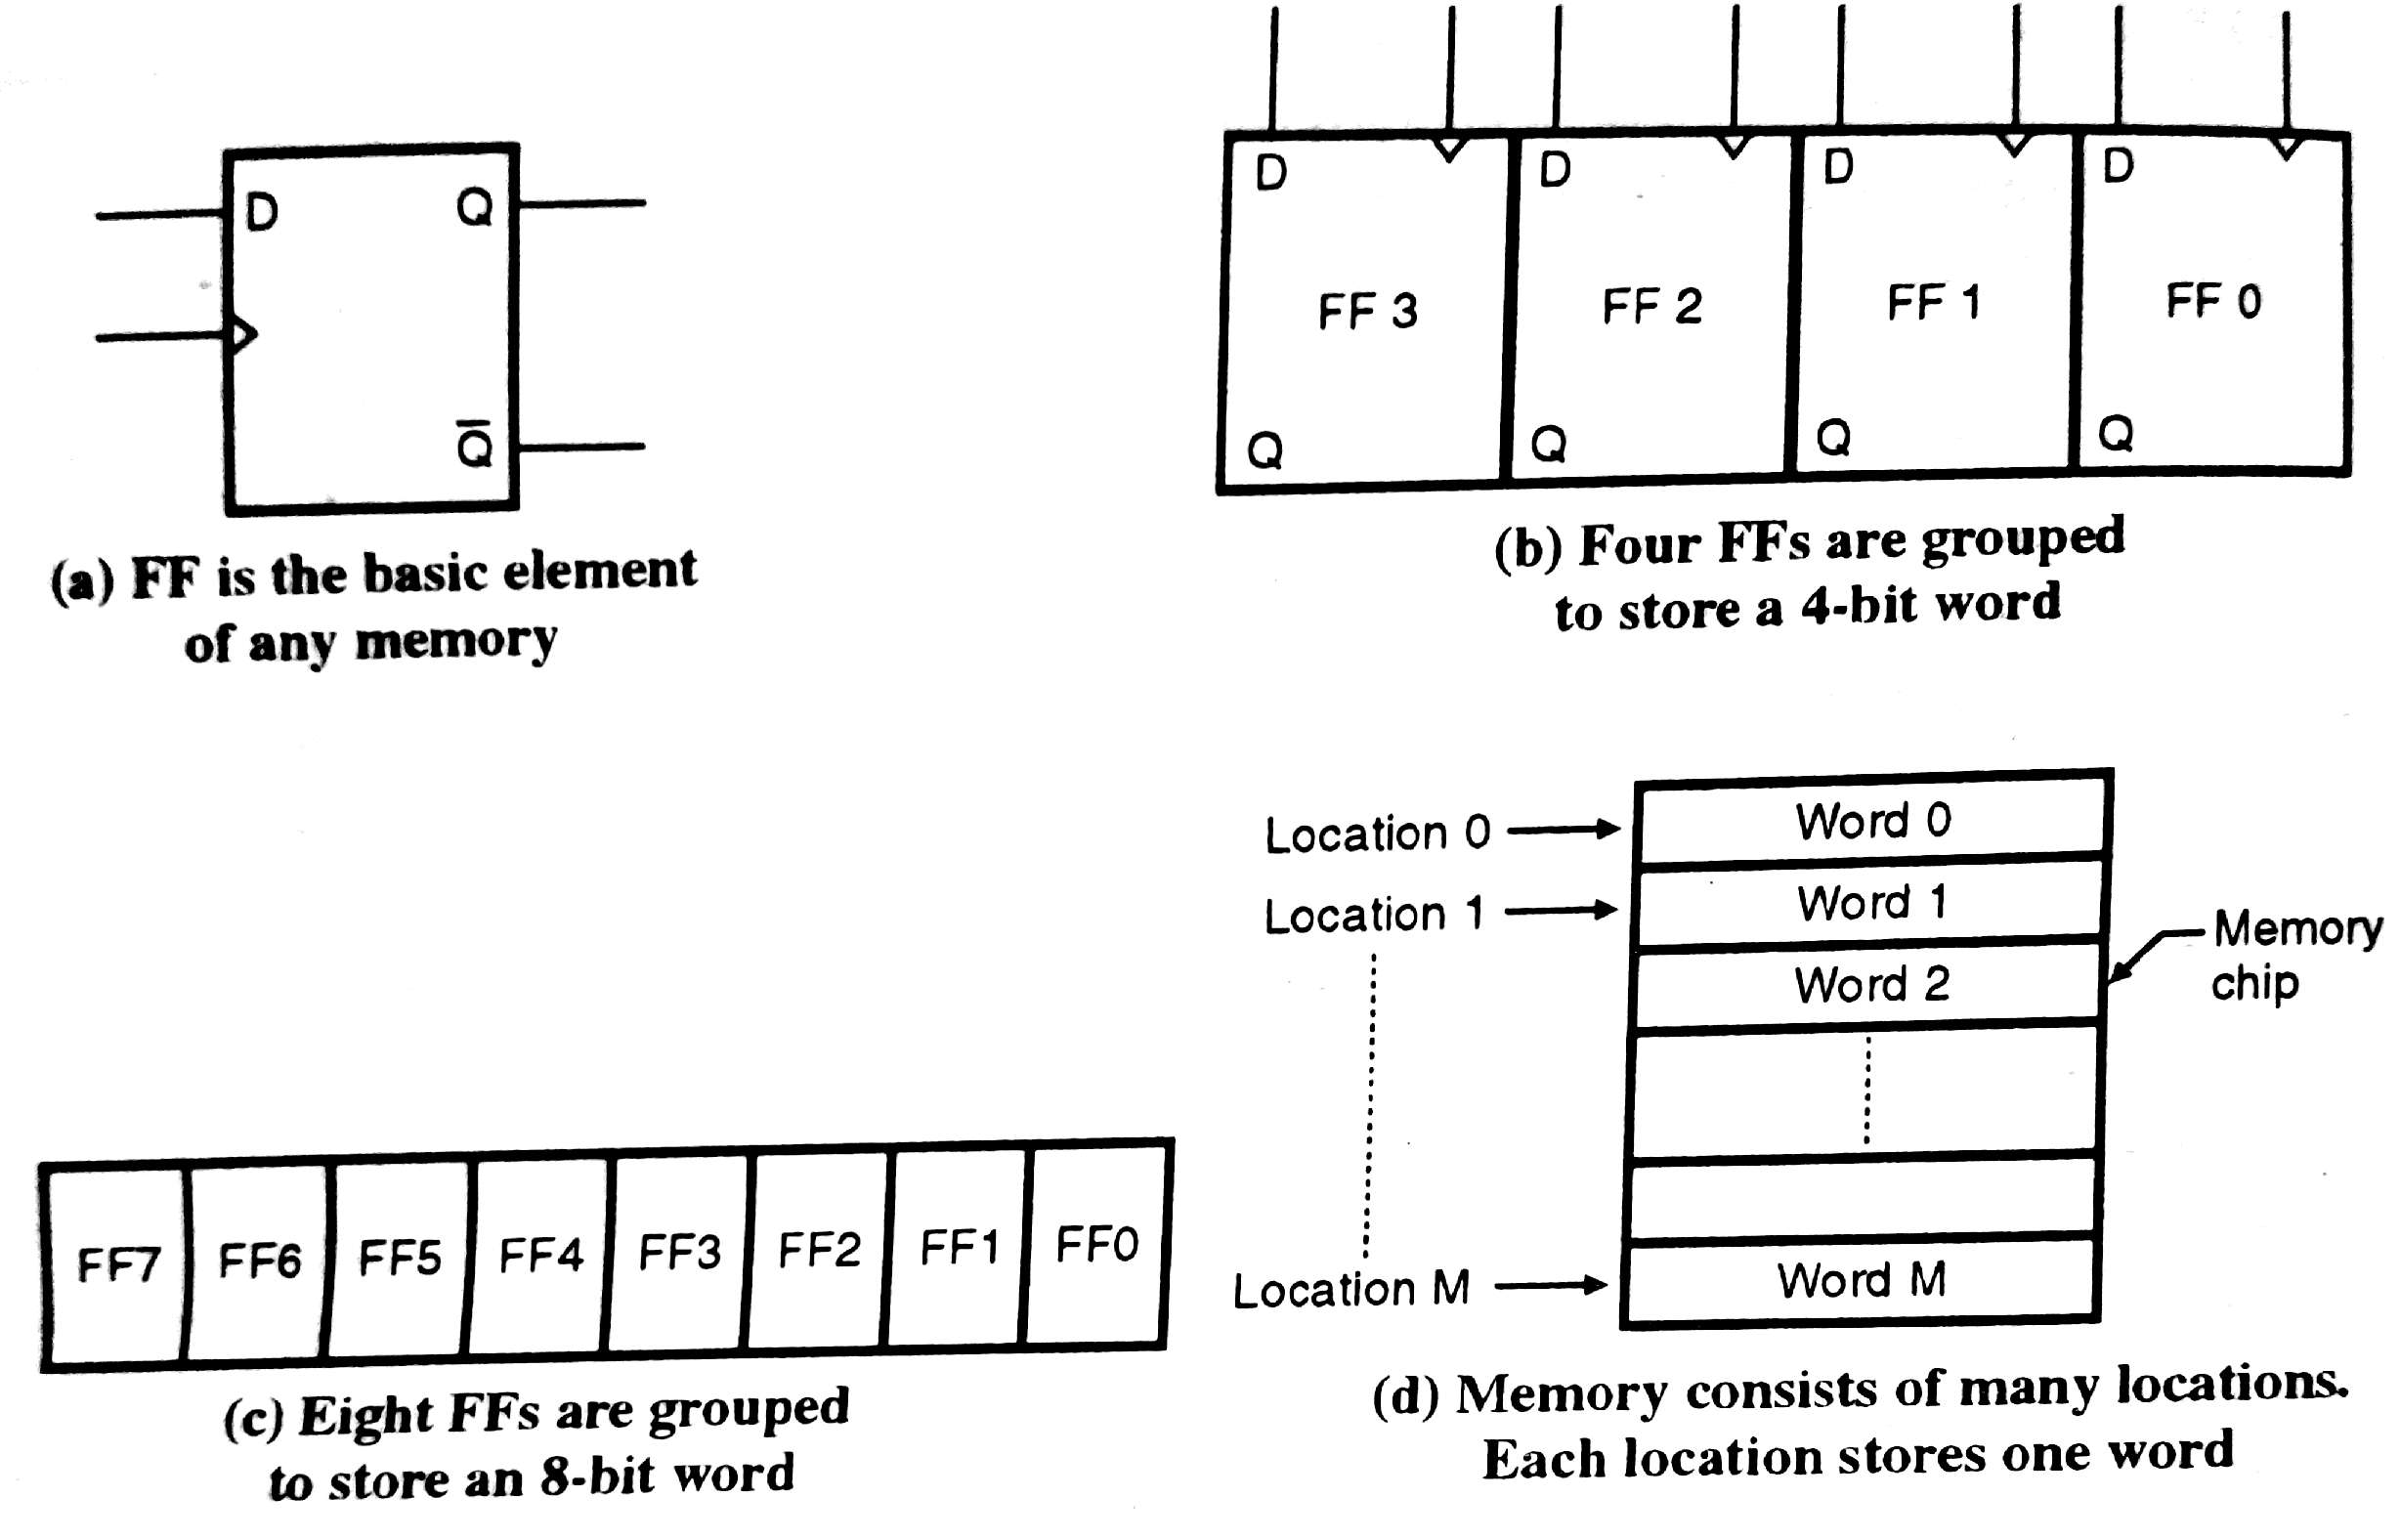 D Q
Q̅
(a) FF is the basic element
of any memory
D D D D
FF 3 FF 2 FF 1 FF 0
Q Q Q Q
(b) Four FFs are grouped
to store a 4-bit word
FF7 FF6 FF5 FF4 FF3 FF2 FF1 FF0
(c) Eight FFs are grouped
to store an 8-bit word
Location 0 Word 0
Location 1 Word 1
Word 2
Memory
chip
Location M Word M
(d) Memory consists of many locations.
Each location stores one word